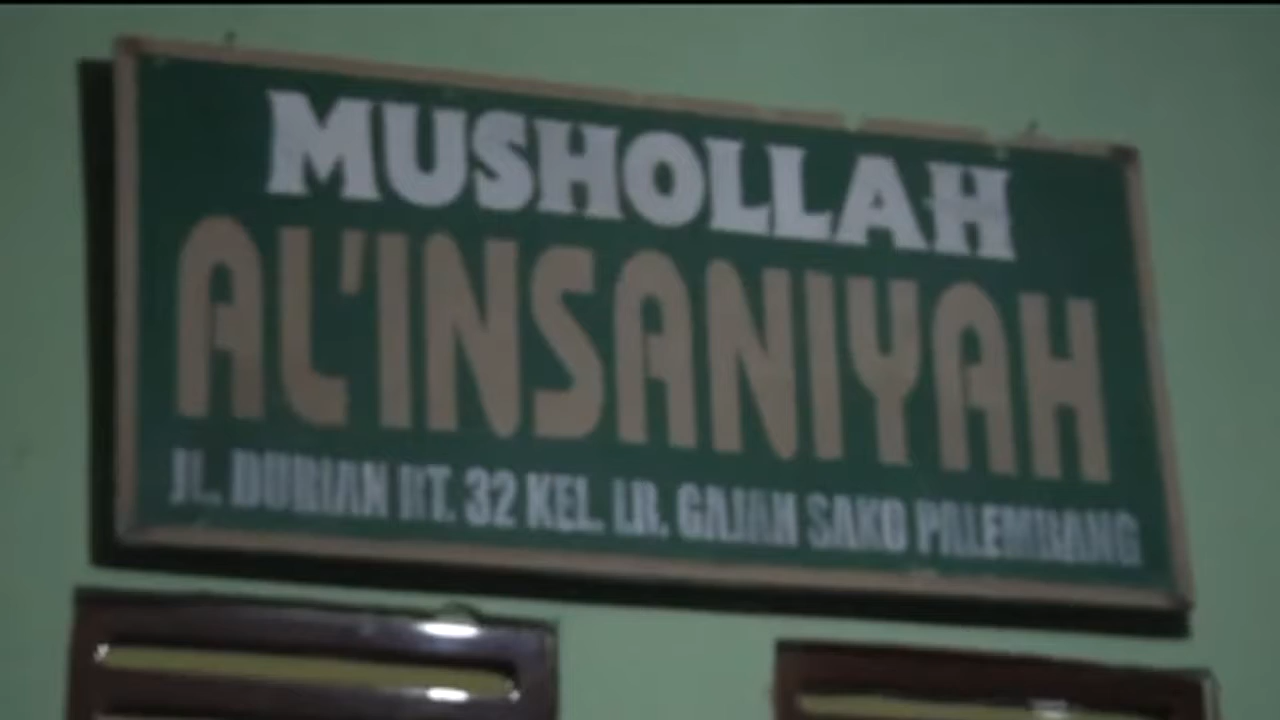 MUSHOLLAH
AL'INSANIYAH
JL. DURIAN RT. 32 KEL. LR. GAJAH SAKO PALEMBANG